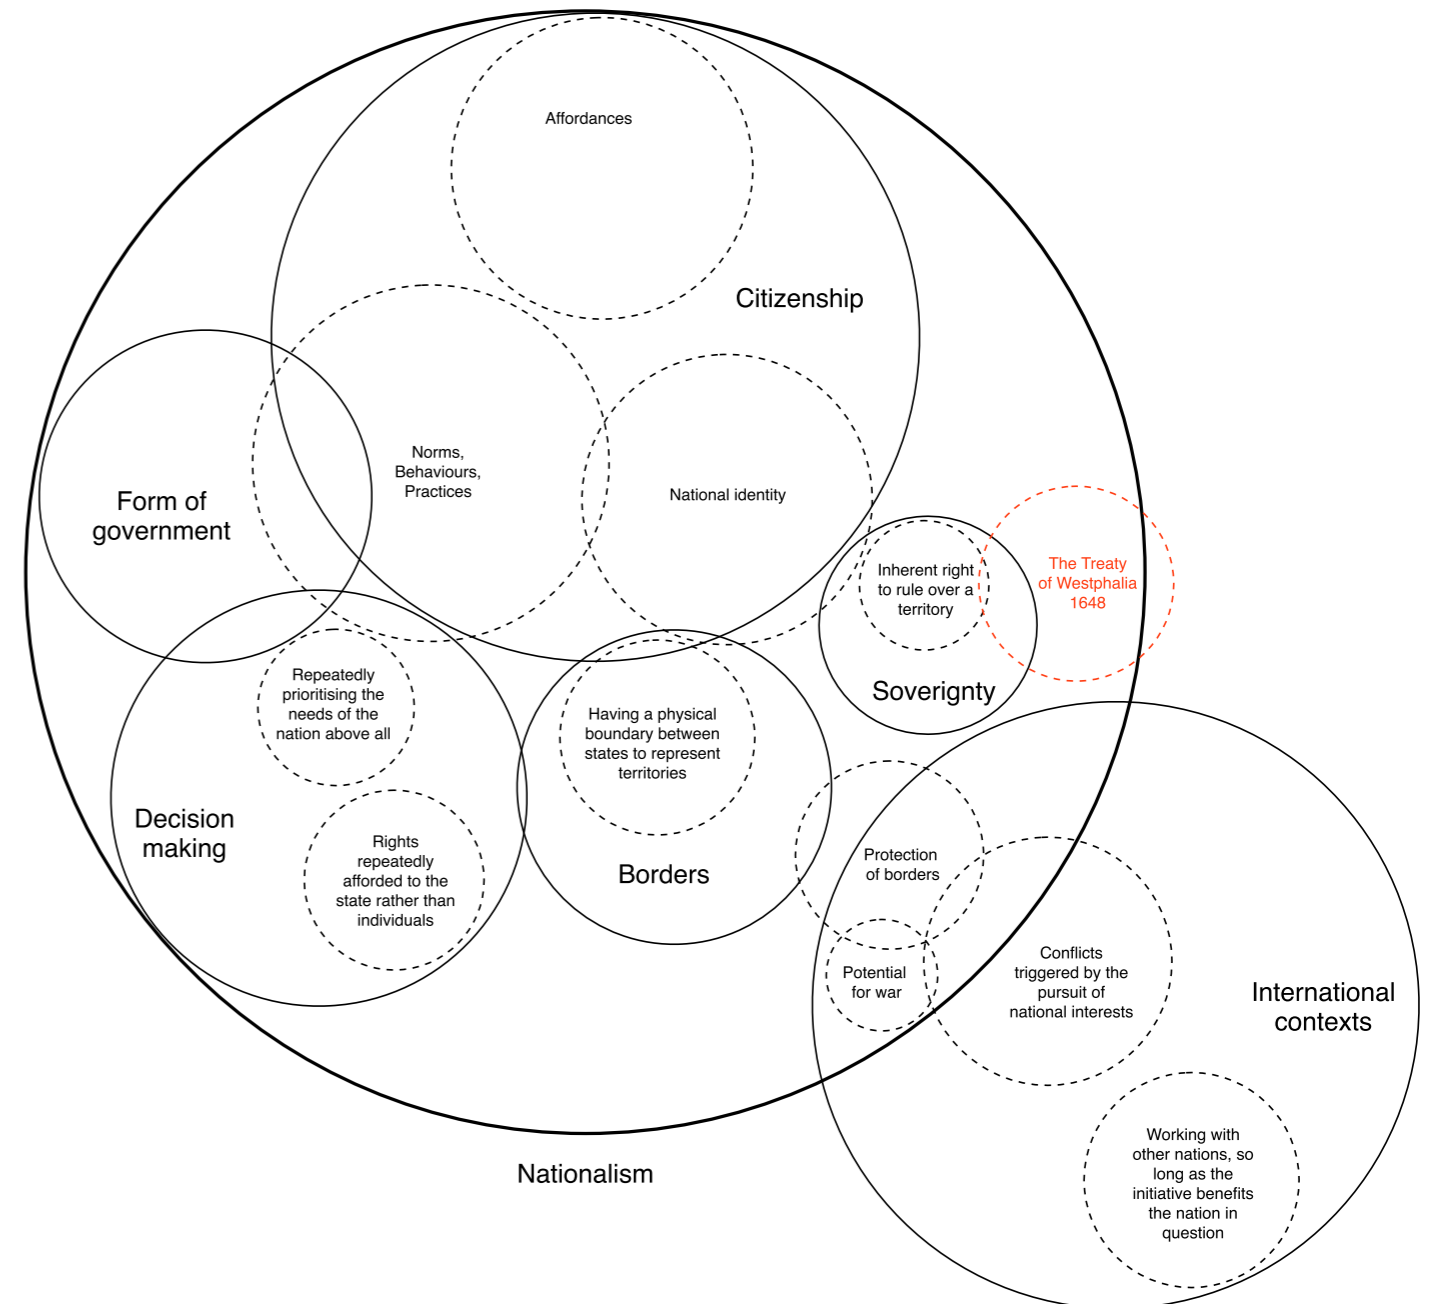 Affordances
Citizenship
Norms,
Behaviours,
Practices
National identity
Form of
government
Inherent right
to rule over a
territory
The Treaty
of Westphalia
1648
Soverignty
Repeatedly
prioritising the
needs of the
nation above all
Having a physical
boundary between
states to represent
territories
Decision
making
Rights
repeatedly
afforded to the
state rather than
individuals
Borders
Protection
of borders
Potential
for war
Conflicts
triggered by the
pursuit of
national interests
International
contexts
Working with
other nations, so
long as the
initiative benefits
the nation in
question
Nationalism